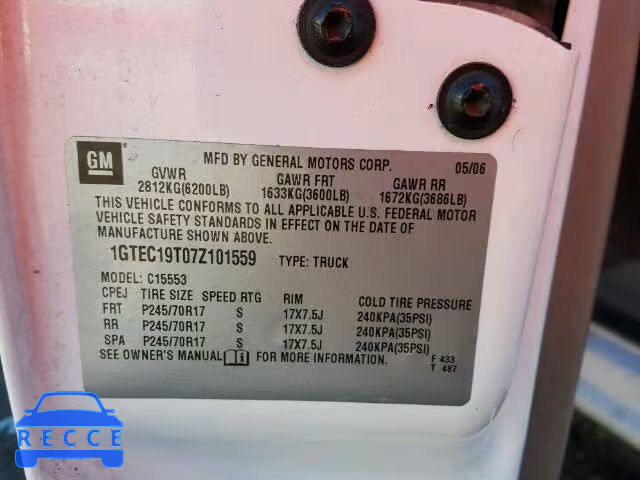 GM
MFD BY GENERAL MOTORS CORP. 05/06
GVWR GAWR FRT GAWR RR
2812KG(6200LB) 1633KG(3600LB) 1672KG(3686LB)
THIS VEHICLE CONFORMS TO ALL APPLICABLE U.S. FEDERAL MOTOR
VEHICLE SAFETY STANDARDS IN EFFECT ON THE DATE OF
MANUFACTURE SHOWN ABOVE.
1GTEC19T07Z101559 TYPE: TRUCK
MODEL: C15553
CPEJ TIRE SIZE SPEED RTG RIM COLD TIRE PRESSURE
FRT P245/70R17 S 17X7.5J 240KPA(35PSI)
RR P245/70R17 S 17X7.5J 240KPA(35PSI)
SPA P245/70R17 S 17X7.5J 240KPA(35PSI)
SEE OWNER'S MANUAL FOR MORE INFORMATION. F 433
T 487
RECCE